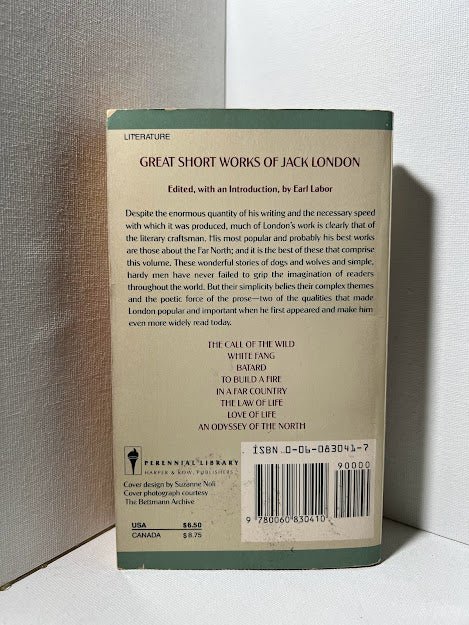 LITERATURE
GREAT SHORT WORKS OF JACK LONDON
Edited, with an Introduction, by Earl Labor
Despite the enormous quantity of his writing and the necessary speed
with which it was produced, much of London's work is clearly that of
the literary craftsman. His most popular and probably his best works
are those about the Far North; and it is the best of these that comprise
this volume. These wonderful stories of dogs and wolves and simple,
hardy men have never failed to grip the imagination of readers
throughout the world. But their simplicity belies their complex themes
and the poetic force of the prose—two of the qualities that made
London popular and important when he first appeared and make him
even more widely read today.
THE CALL OF THE WILD
WHITE FANG
BATARD
TO BUILD A FIRE
IN A FAR COUNTRY
THE LAW OF LIFE
LOVE OF LIFE
AN ODYSSEY OF THE NORTH
PERENNIAL LIBRARY
HARPER & ROW, PUBLISHERS
Cover design by Suzanne Noli
Cover photograph courtesy
The Bettmann Archive
USA $6.50
CANADA $8.75
ISBN 0-06-083041-7
90000
9 780060 830410